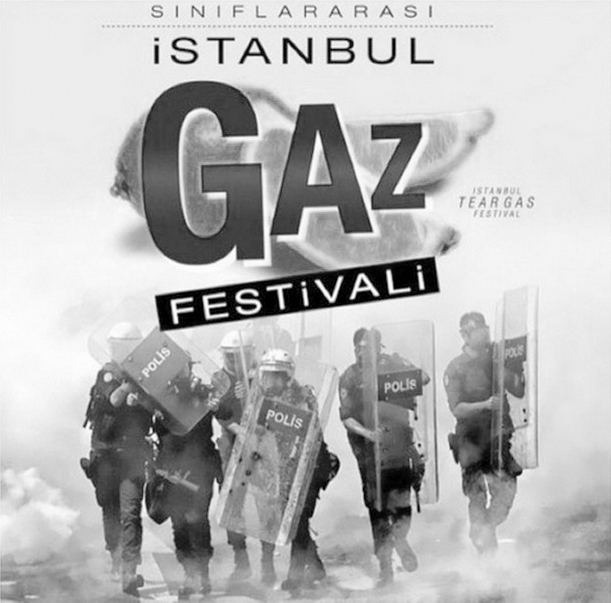 SINIFLARARASI
İSTANBUL
GAZ
ISTANBUL
TEAR GAS
FESTIVAL
FESTİVALİ
POLİS
POLİS
POLİS
POLİS